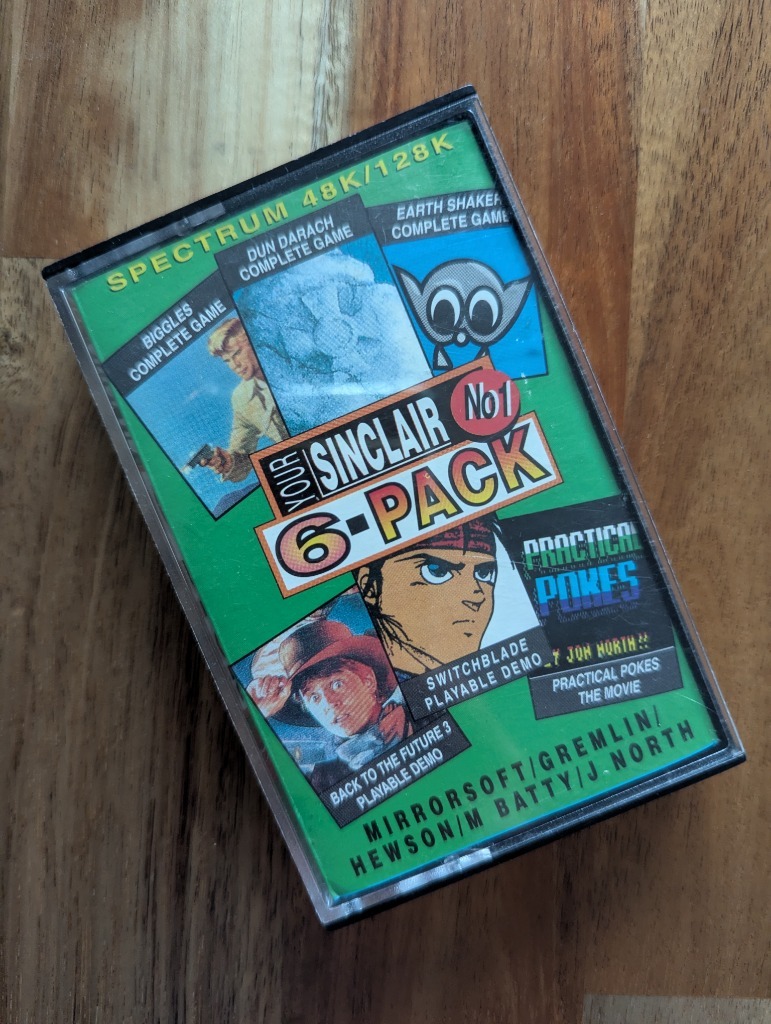 SPECTRUM 48K/128K
BIGGLES
COMPLETE GAME
DUN DARACH
COMPLETE GAME
EARTH SHAKER
COMPLETE GAME
YOUR
SINCLAIR
No1
6-PACK
PRACTICAL
POKES
JON NORTH!!
PRACTICAL POKES
THE MOVIE
SWITCHBLADE
PLAYABLE DEMO
BACK TO THE FUTURE 3
PLAYABLE DEMO
MIRRORSOFT/GREMLIN/
HEWSON/M BATTY/J NORTH